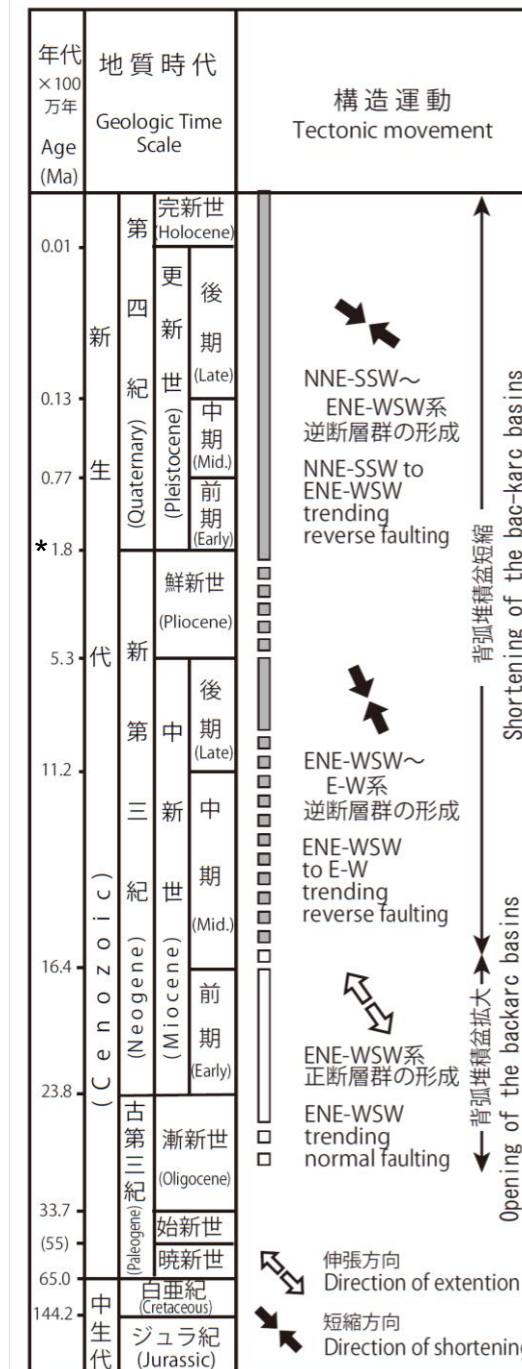 年代
×100
万年
Age
(Ma)
地質時代
Geologic Time
Scale
構造運動
Tectonic movement
0.01
0.13
0.77
*1.8
5.3
11.2
16.4
23.8
33.7
(55)
65.0
144.2
新生代
(Cenozoic)
中生代
第四紀
(Quaternary)
新第三紀
(Neogene)
古第三紀
(Paleogene)
完新世
(Holocene)
更新世
(Pleistocene)
後期
(Late)
中期
(Mid.)
前期
(Early)
鮮新世
(Pliocene)
中新世
(Miocene)
後期
(Late)
中期
(Mid.)
前期
(Early)
漸新世
(Oligocene)
始新世
暁新世
白亜紀
(Cretaceous)
ジュラ紀
(Jurassic)
NNE-SSW～
ENE-WSW系
逆断層群の形成
NNE-SSW to
ENE-WSW
trending
reverse faulting
ENE-WSW～
E-W系
逆断層群の形成
ENE-WSW
to E-W
trending
reverse faulting
ENE-WSW系
正断層群の形成
ENE-WSW
trending
normal faulting
背弧堆積盆短縮
Shortening of the bac-karc basins
背弧堆積盆拡大
Opening of the backarc basins
伸張方向
Direction of extention
短縮方向
Direction of shortening